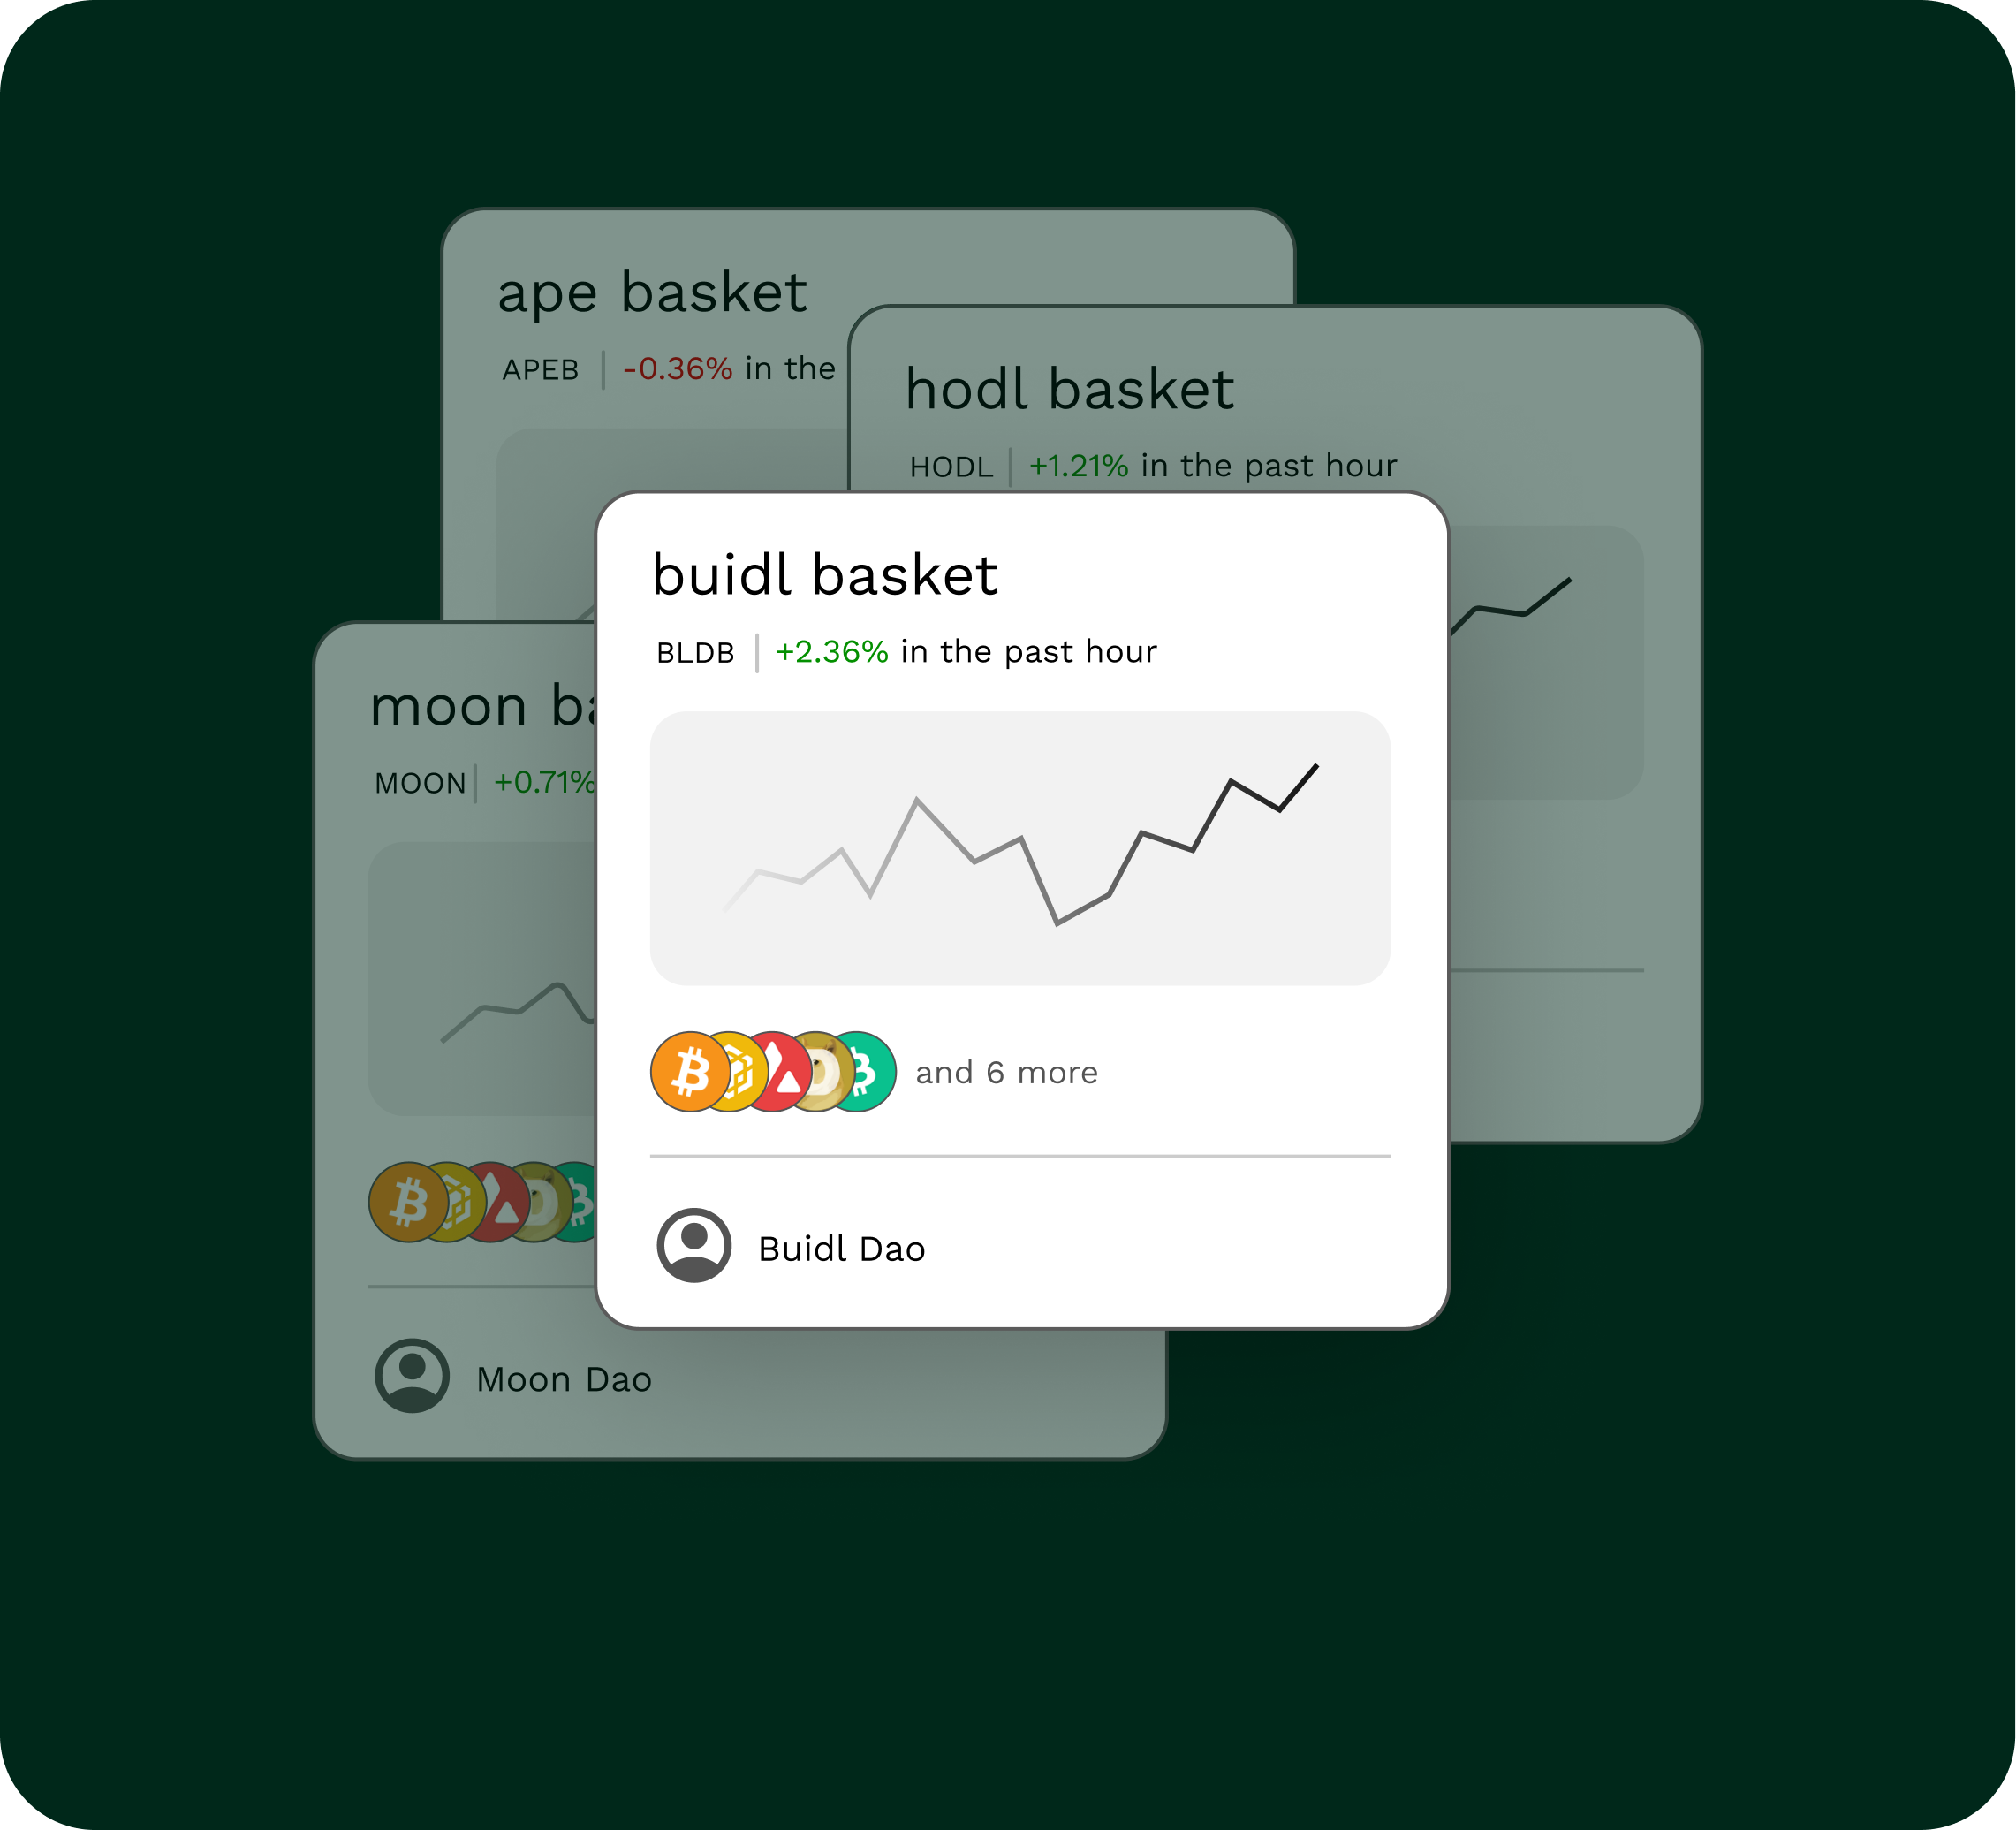 ape basket
APEB -0.36% in the
hodl basket
HODL +1.21% in the past hour
buidl basket
BLDB +2.36% in the past hour
and 6 more
Buidl Dao
moon ba
MOON +0.71%
Moon Dao